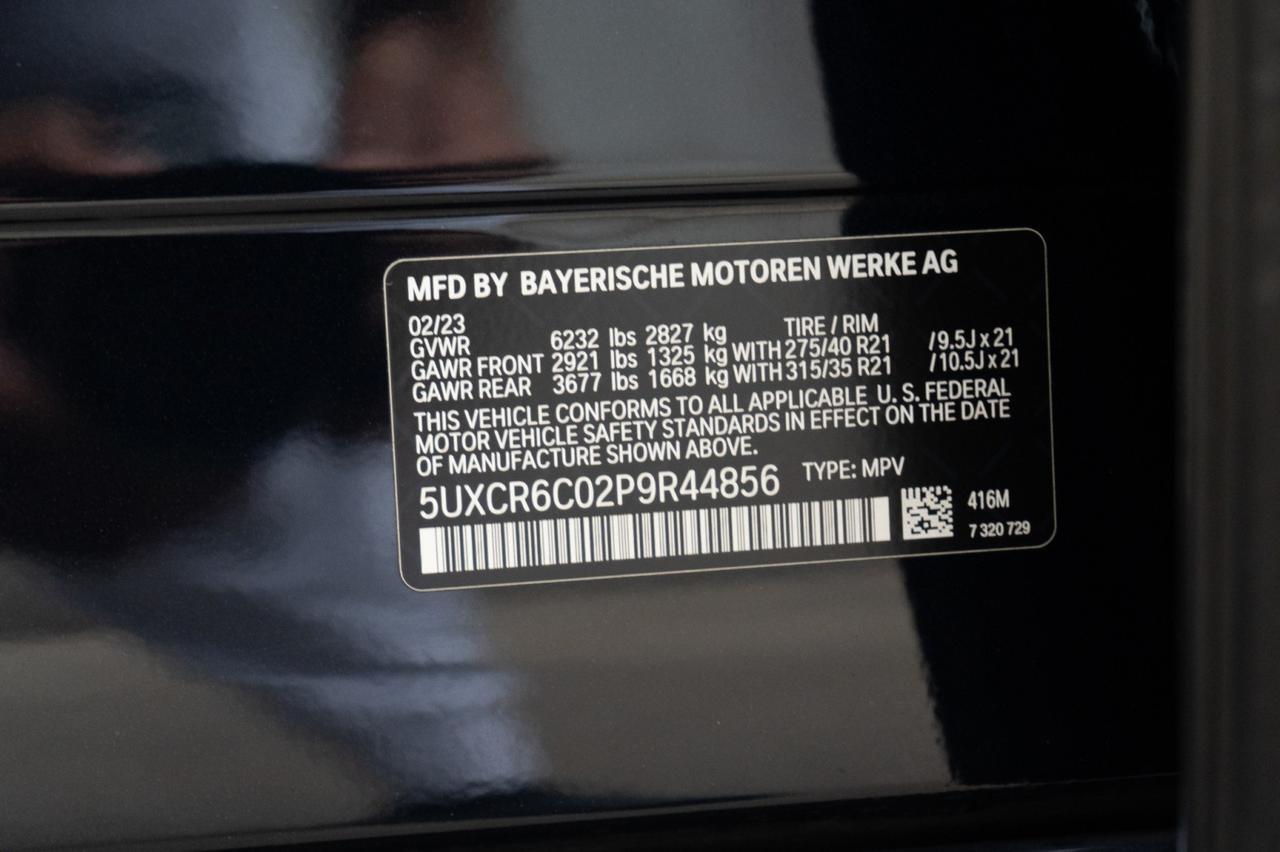 MFD BY BAYERISCHE MOTOREN WERKE AG
02/23 TIRE / RIM
GVWR 6232 lbs 2827 kg
GAWR FRONT 2921 lbs 1325 kg WITH 275/40 R21 /9.5J x 21
GAWR REAR 3677 lbs 1668 kg WITH 315/35 R21 /10.5J x 21
THIS VEHICLE CONFORMS TO ALL APPLICABLE U. S. FEDERAL
MOTOR VEHICLE SAFETY STANDARDS IN EFFECT ON THE DATE
OF MANUFACTURE SHOWN ABOVE.
5UXCR6C02P9R44856 TYPE: MPV
416M
7 320 729